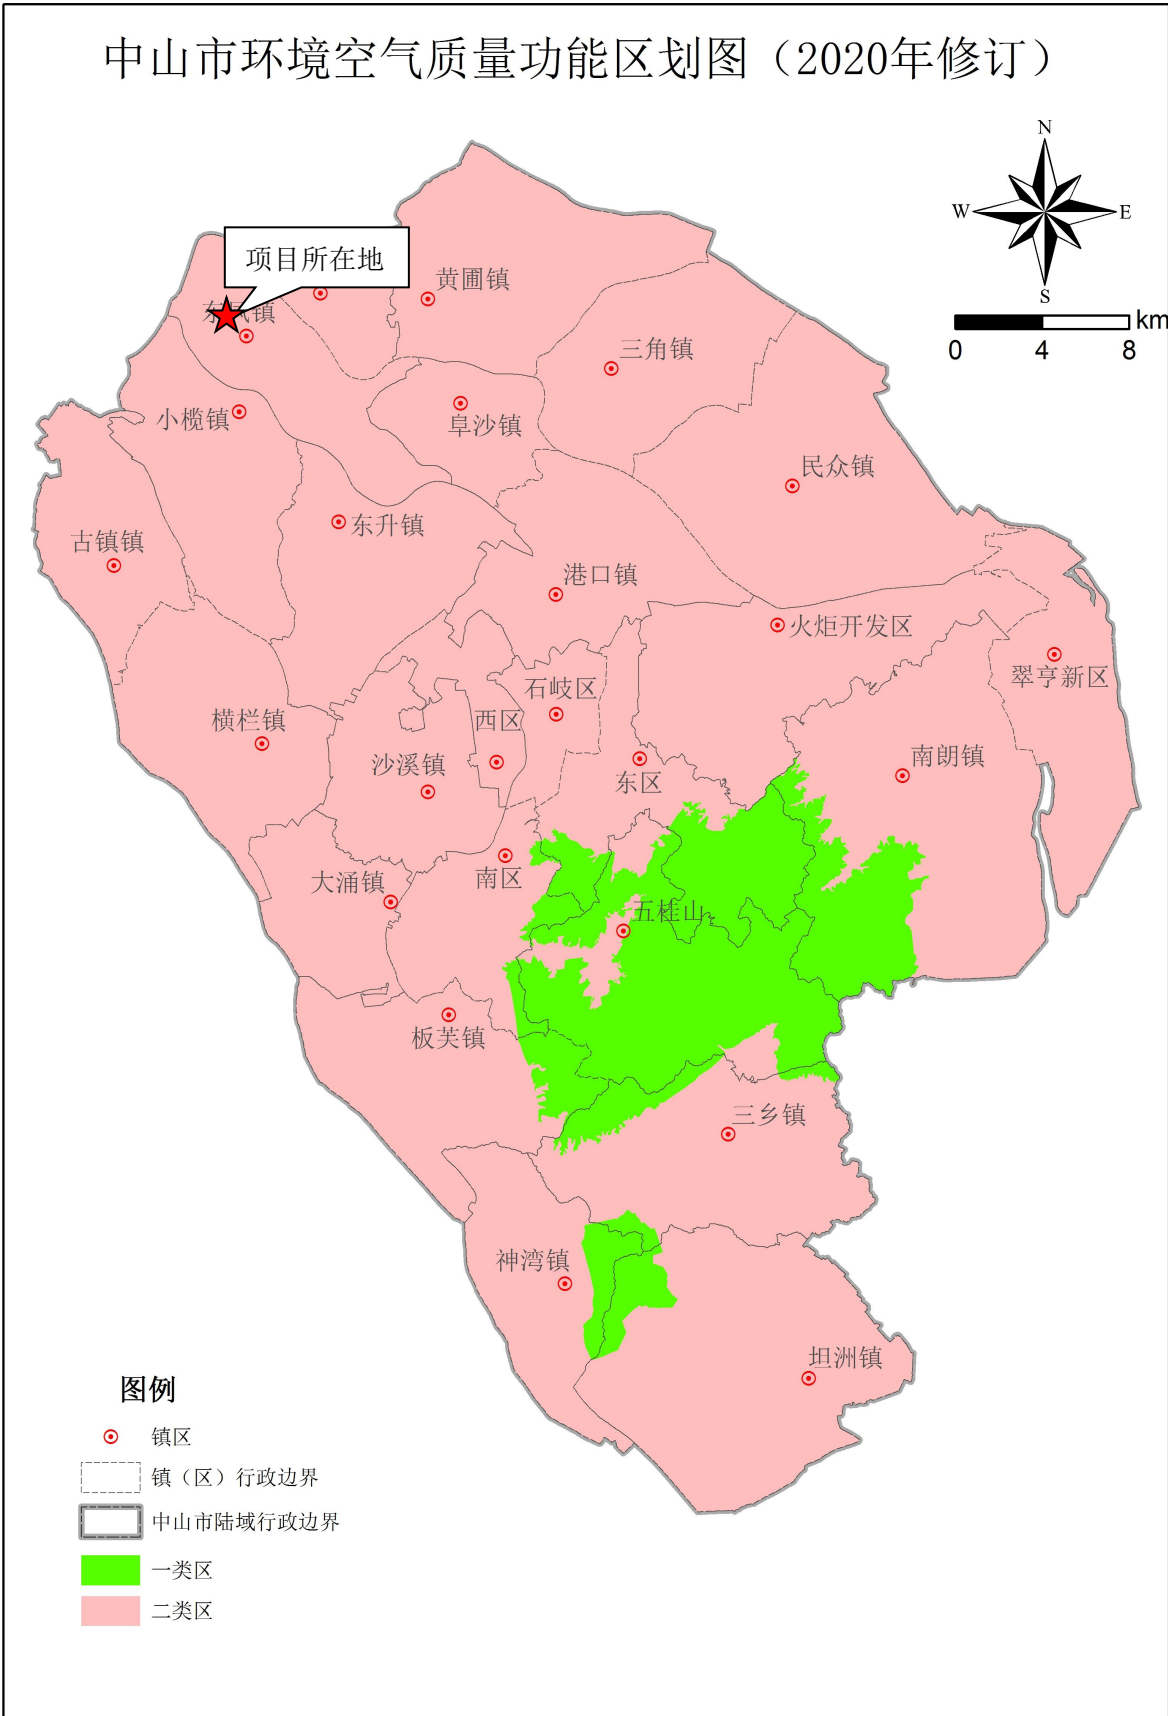 中山市环境空气质量功能区划图（2020年修订）
N
W
E
S
km
0
4
8
项目所在地
黄圃镇
东凤镇
三角镇
小榄镇
阜沙镇
民众镇
东升镇
古镇镇
港口镇
火炬开发区
翠亨新区
石岐区
西区
横栏镇
沙溪镇
东区
南朗镇
南区
大涌镇
五桂山
板芙镇
三乡镇
神湾镇
坦洲镇
图例
镇区
镇（区）行政边界
中山市陆域行政边界
一类区
二类区